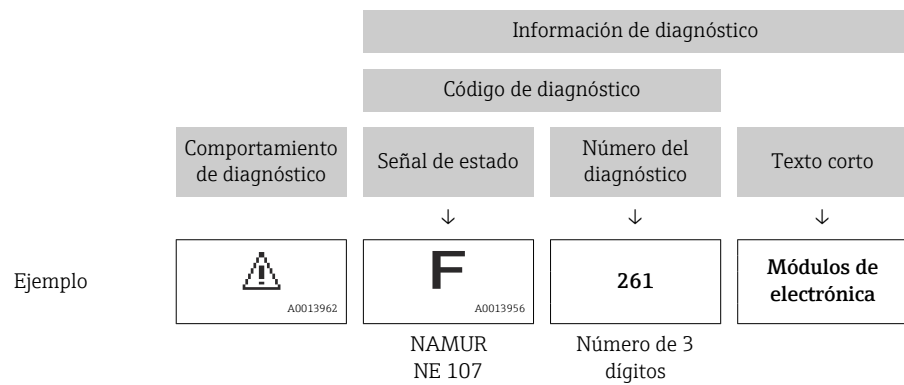 Información de diagnóstico
Código de diagnóstico
Comportamiento
de diagnóstico
Señal de estado
Número del
diagnóstico
Texto corto
↓ ↓ ↓
Ejemplo
A0013962
F
A0013956
261
Módulos de
electrónica
NAMUR
NE 107
Número de 3
dígitos